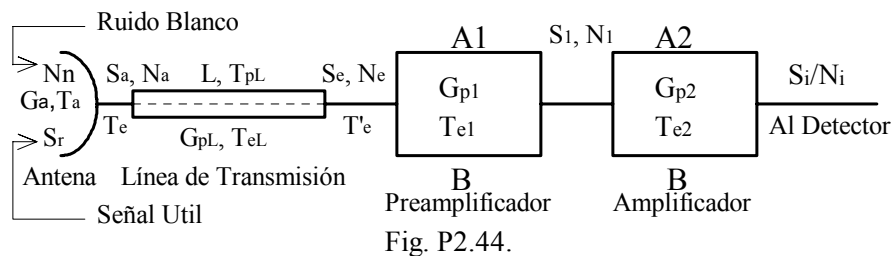 Ruido Blanco
Nn
Ga,Ta
Sr
Antena
Señal Util
Sa, Na
Te
L, TpL
GpL, TeL
Línea de Transmisión
Se, Ne
T'e
A1
Gp1
Te1
B
Preamplificador
S1, N1
A2
Gp2
Te2
B
Amplificador
Si/Ni
Al Detector
Fig. P2.44.